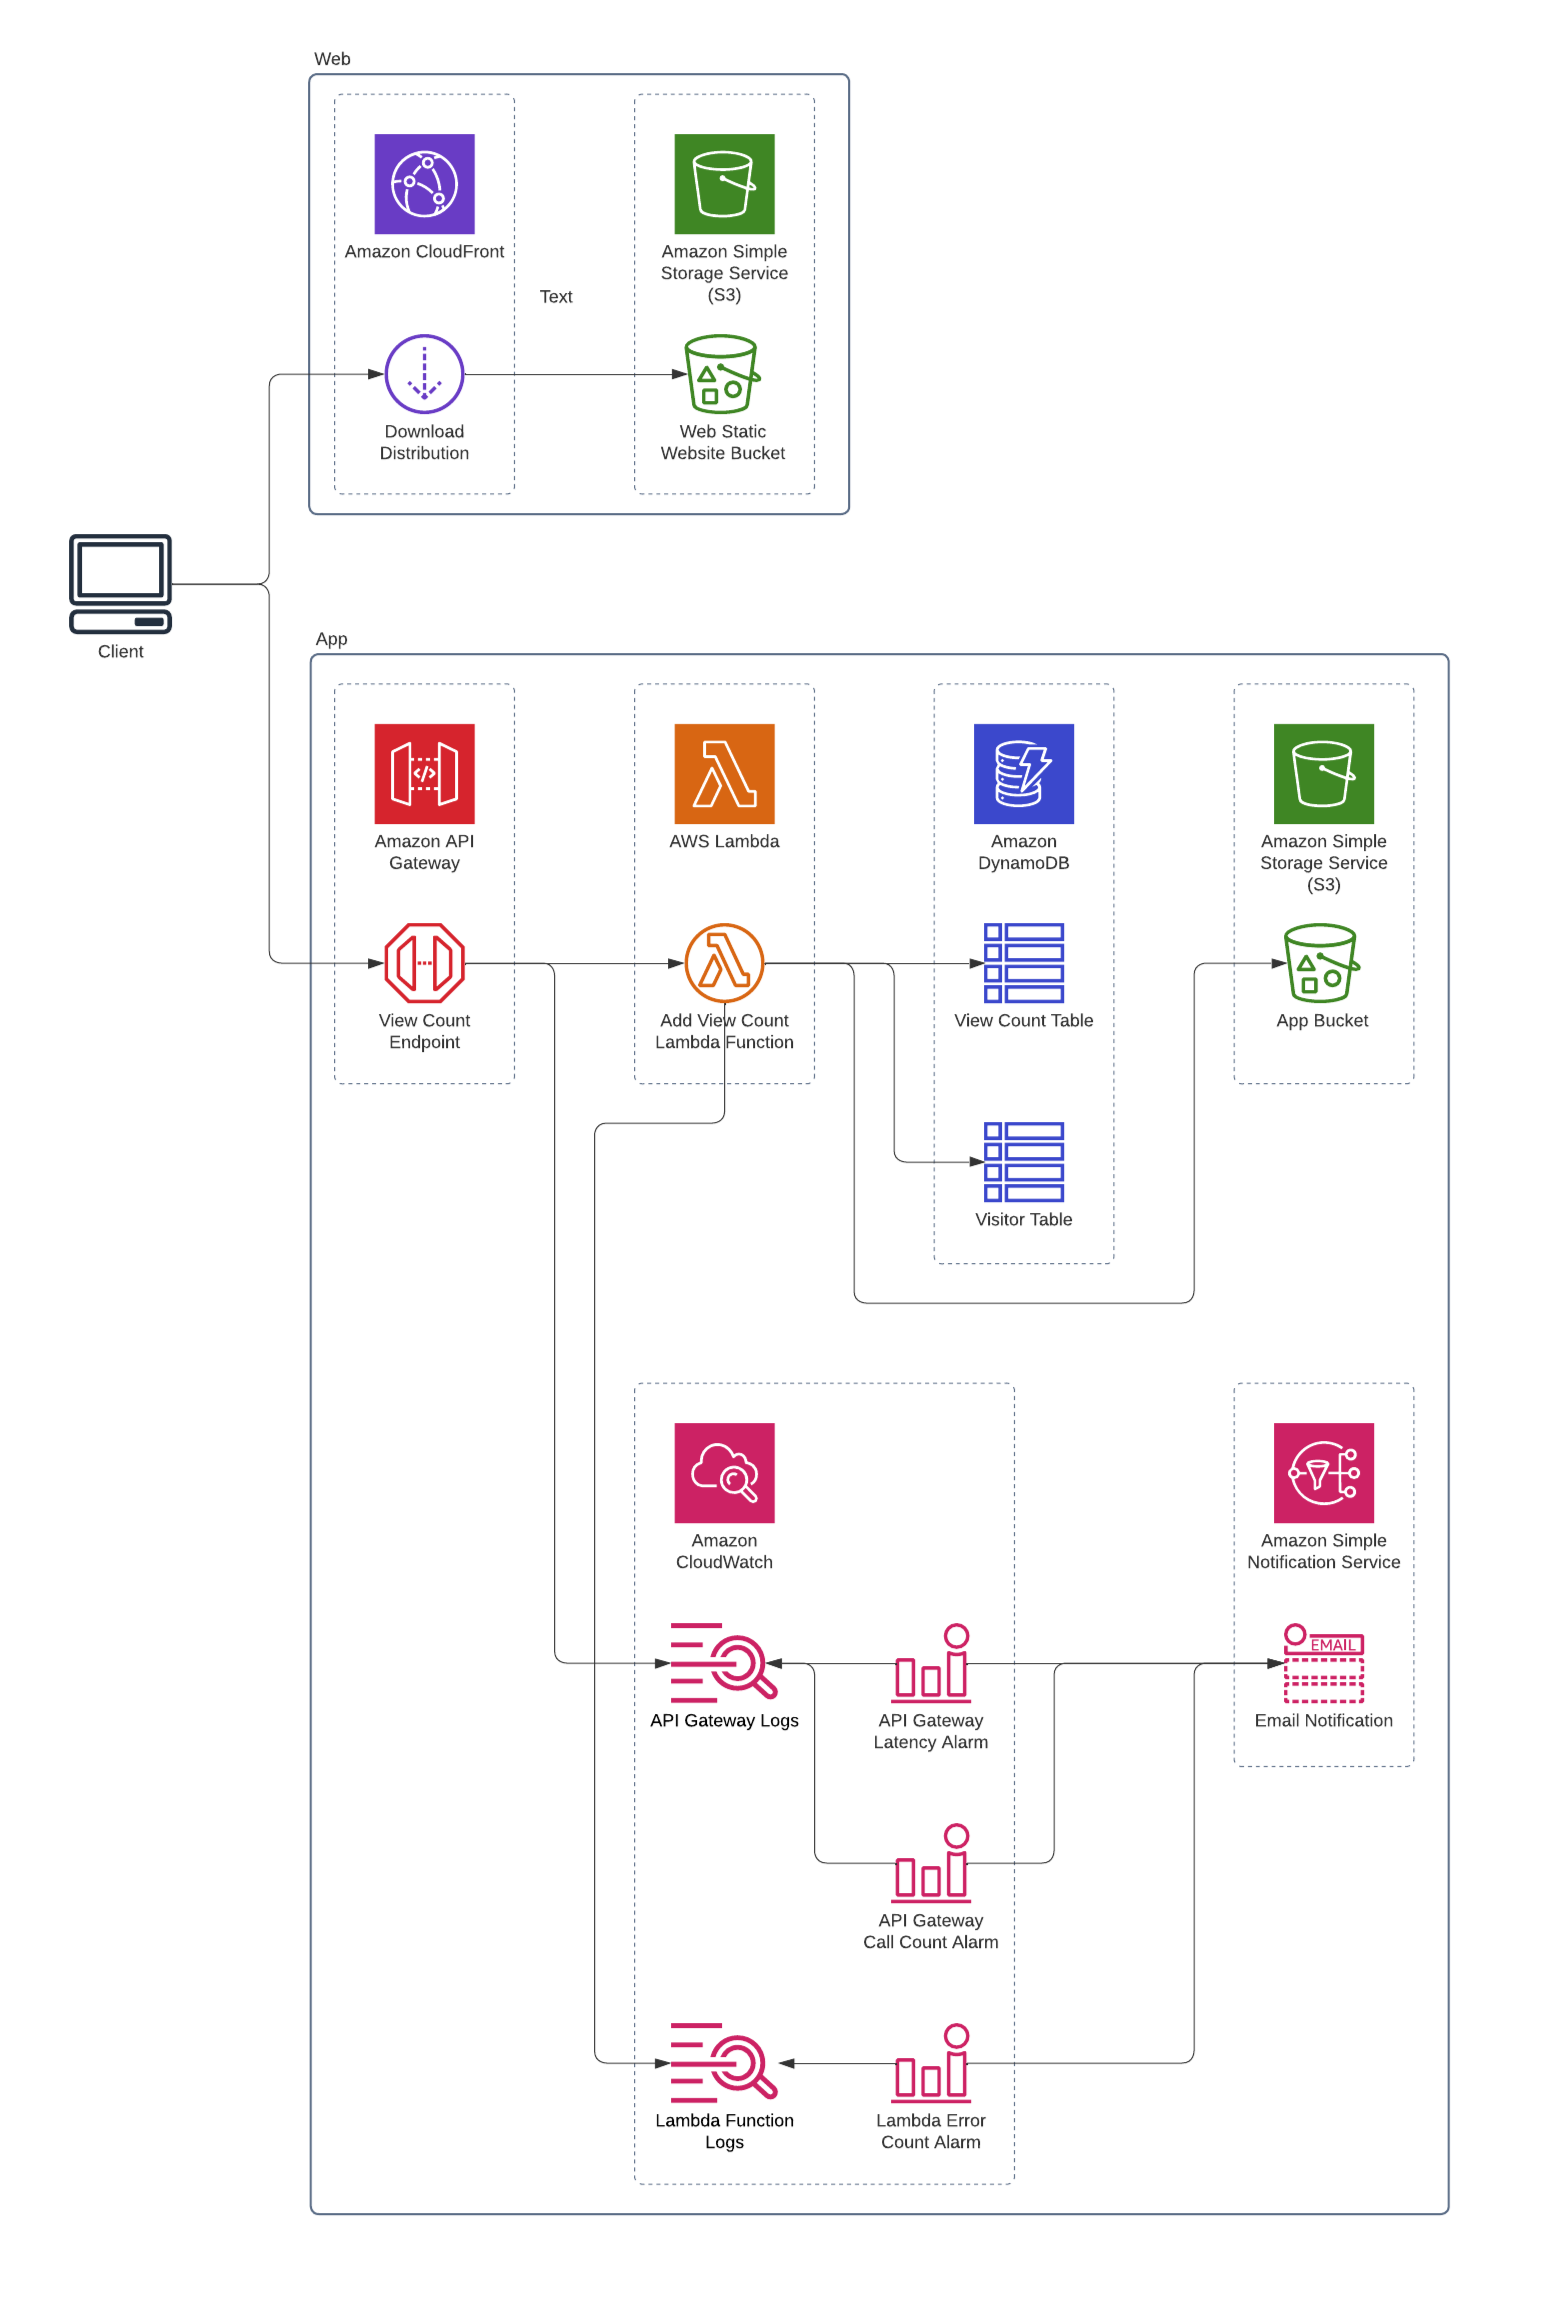 Web
Amazon CloudFront
Amazon Simple
Storage Service
(S3)
Text
Download
Distribution
Web Static
Website Bucket
Client
App
Amazon API
Gateway
AWS Lambda
Amazon
DynamoDB
Amazon Simple
Storage Service
(S3)
View Count
Endpoint
Add View Count
Lambda Function
View Count Table
App Bucket
Visitor Table
Amazon
CloudWatch
Amazon Simple
Notification Service
EMAIL
API Gateway Logs
API Gateway
Latency Alarm
Email Notification
API Gateway
Call Count Alarm
Lambda Function
Logs
Lambda Error
Count Alarm